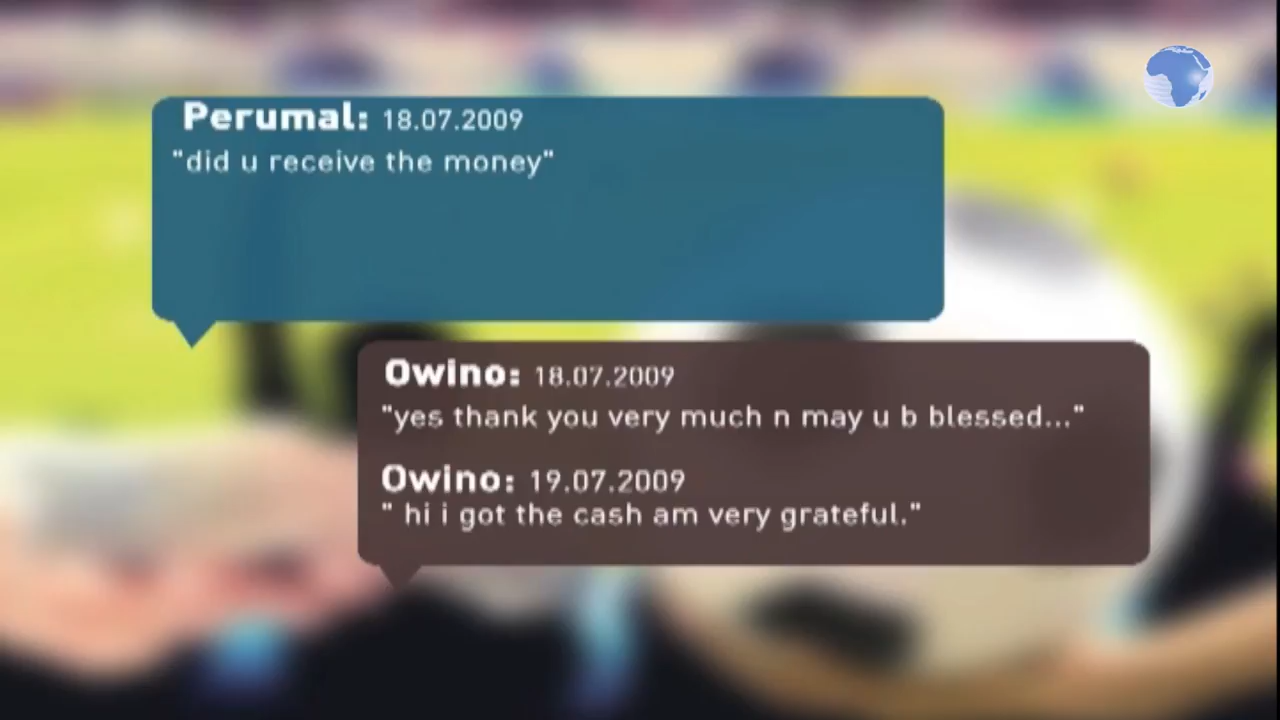 Perumal: 18.07.2009
"did u receive the money"
Owino: 18.07.2009
"yes thank you very much n may u b blessed..."
Owino: 19.07.2009
" hi i got the cash am very grateful."